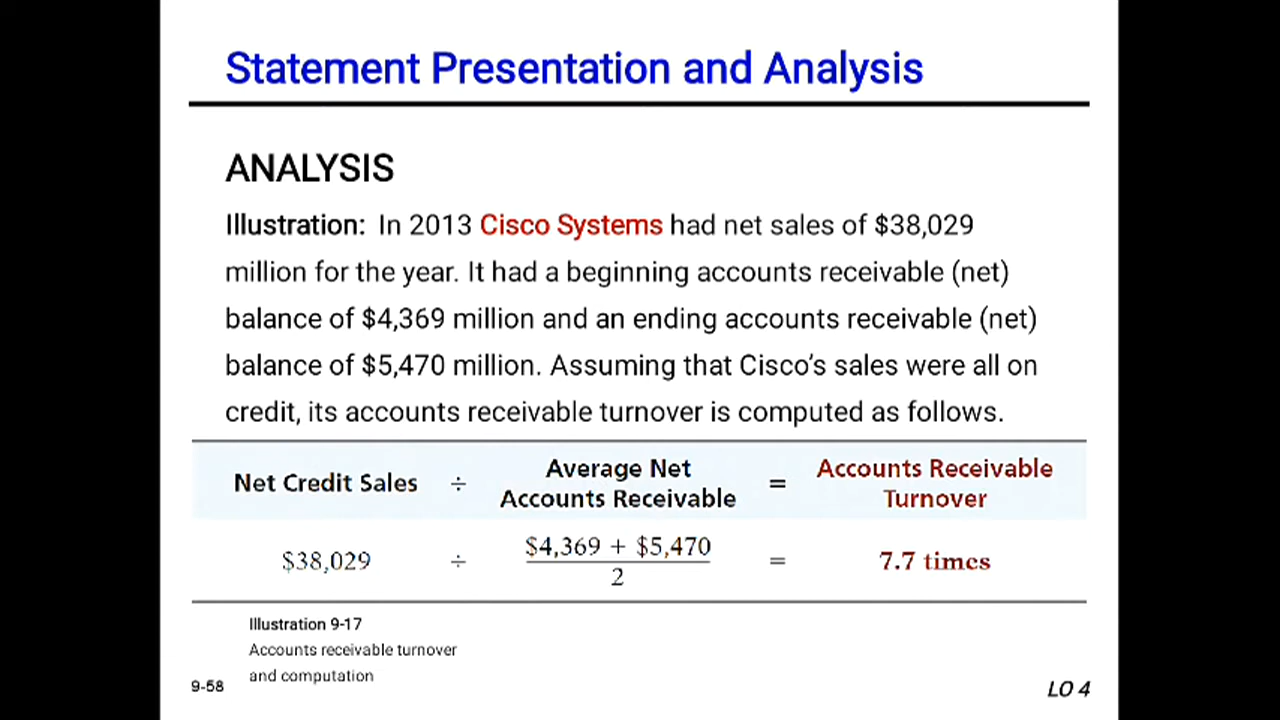 Statement Presentation and Analysis
ANALYSIS
Illustration: In 2013 Cisco Systems had net sales of $38,029
million for the year. It had a beginning accounts receivable (net)
balance of $4,369 million and an ending accounts receivable (net)
balance of $5,470 million. Assuming that Cisco’s sales were all on
credit, its accounts receivable turnover is computed as follows.
Net Credit Sales ÷ Average Net Accounts Receivable = Accounts Receivable Turnover
$38,029 ÷ $4,369 + $5,470 / 2 = 7.7 times
Illustration 9-17
Accounts receivable turnover
and computation
9-58
LO 4